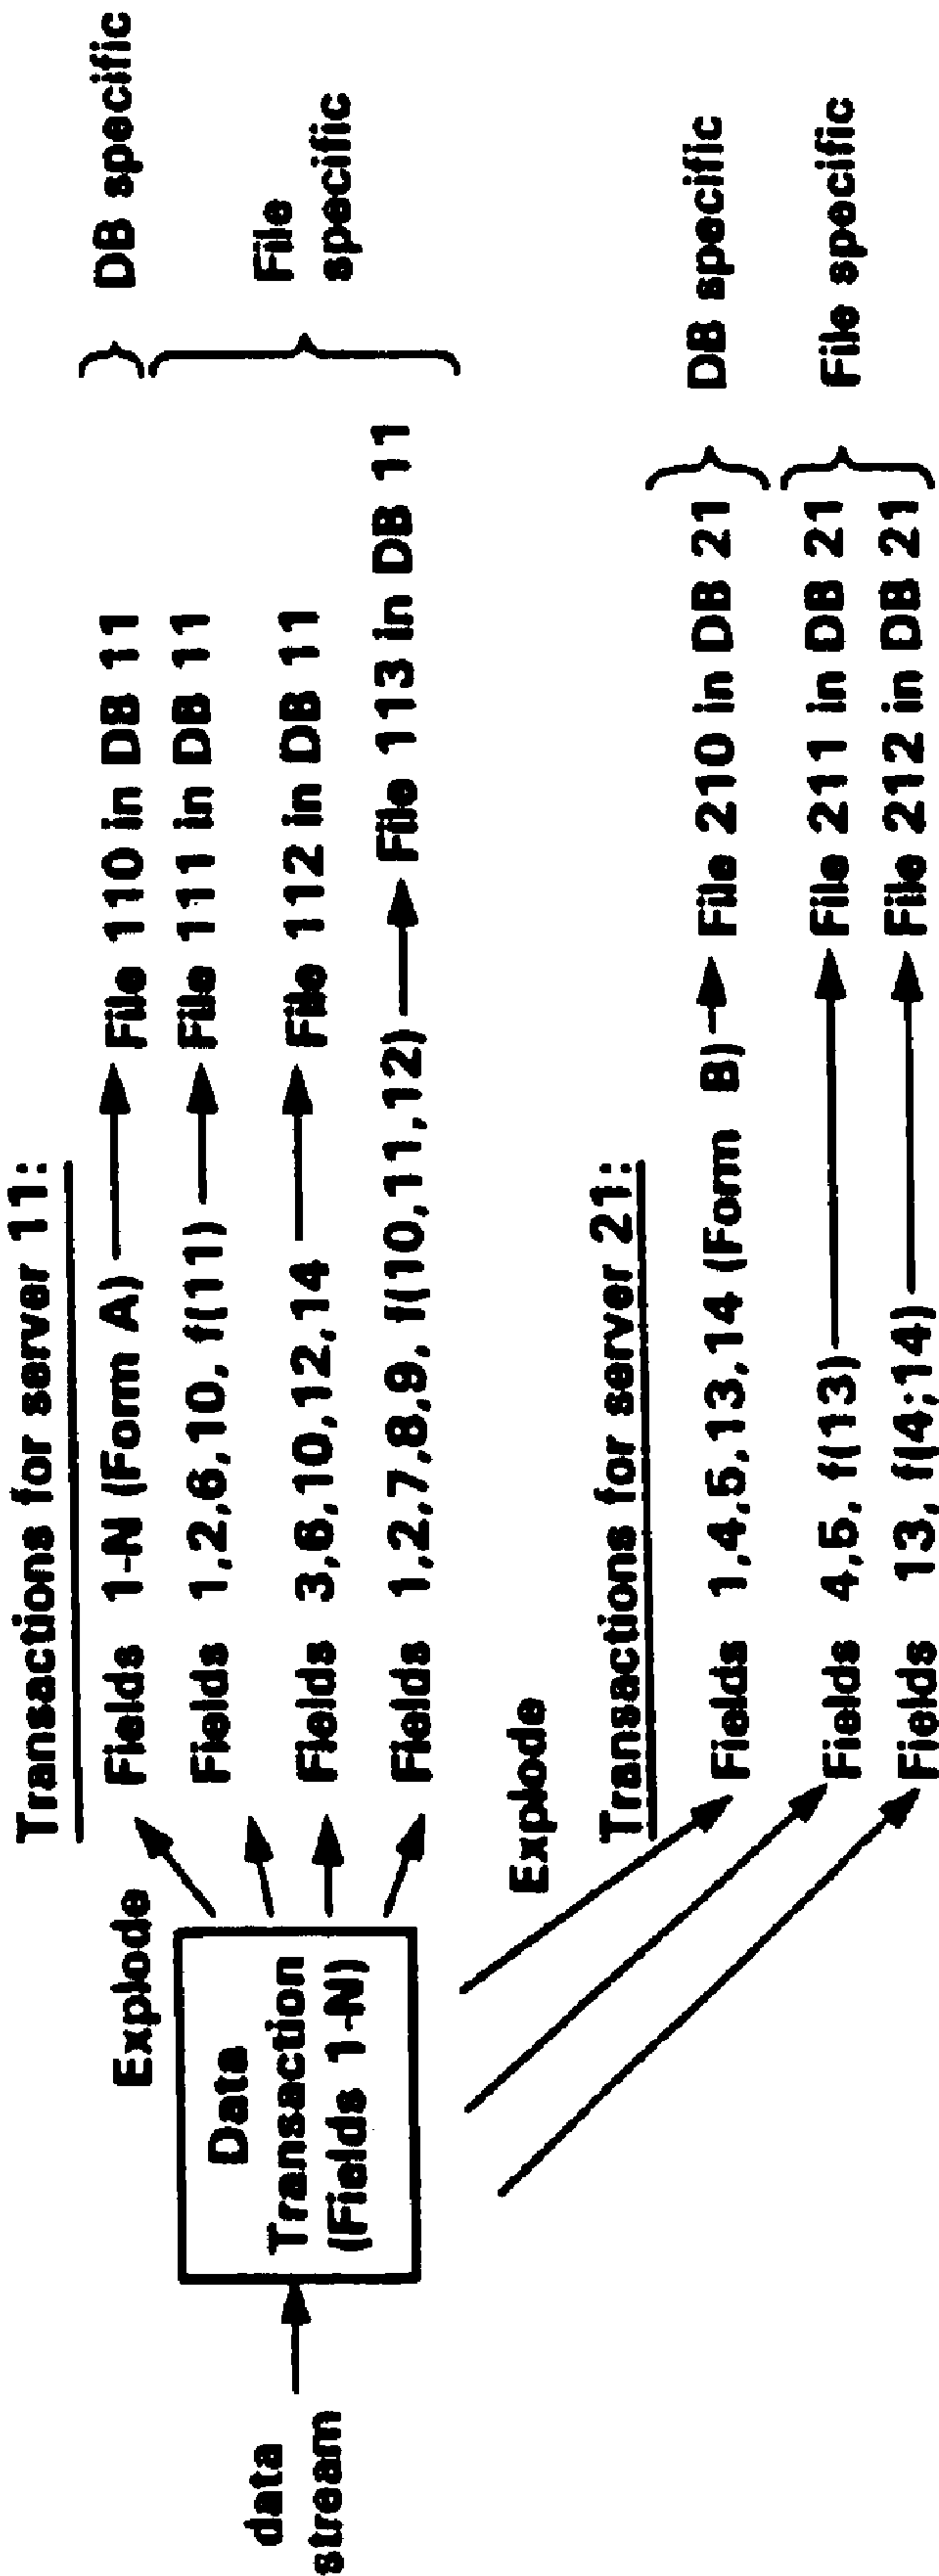 data
stream
Data
Transaction
(Fields 1-N)
Explode
Transactions for server 11:
Fields 1-N (Form A) File 110 in DB 11
DB specific
Fields 1,2,6,10, f(11) File 111 in DB 11
Fields 3,6,10,12,14 File 112 in DB 11
Fields 1,2,7,8,9, f(10,11,12) File 113 in DB 11
File
specific
Explode
Transactions for server 21:
Fields 1,4,5,13,14 (Form B) File 210 in DB 21
DB specific
Fields 4,5, f(13) File 211 in DB 21
Fields 13, f(4;14) File 212 in DB 21
File specific